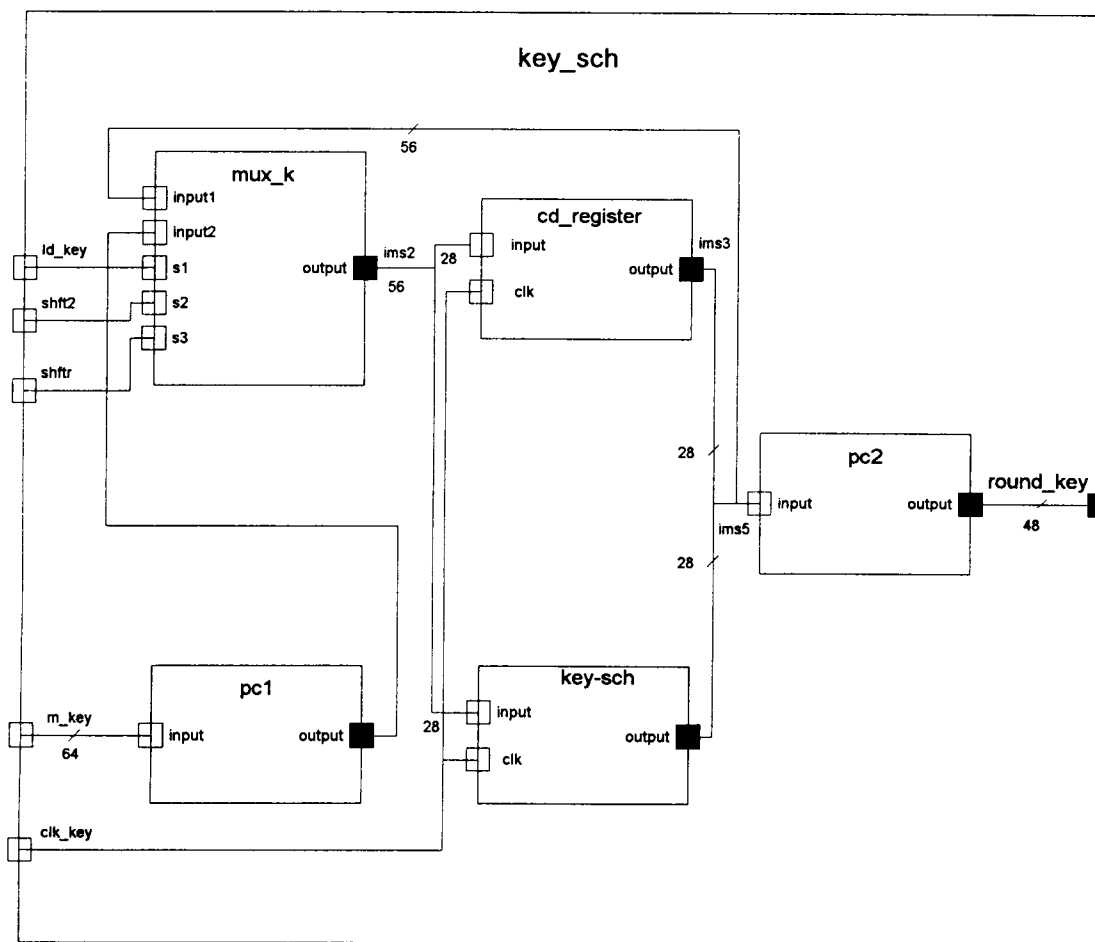 key_sch
56
mux_k
input1
input2
s1
s2
s3
output
ld_key
shft2
shftr
ims2
56
28
cd_register
input
clk
output
ims3
28
ims5
28
pc2
input
output
round_key
48
pc1
input
output
m_key
64
clk_key
28
key-sch
input
clk
output